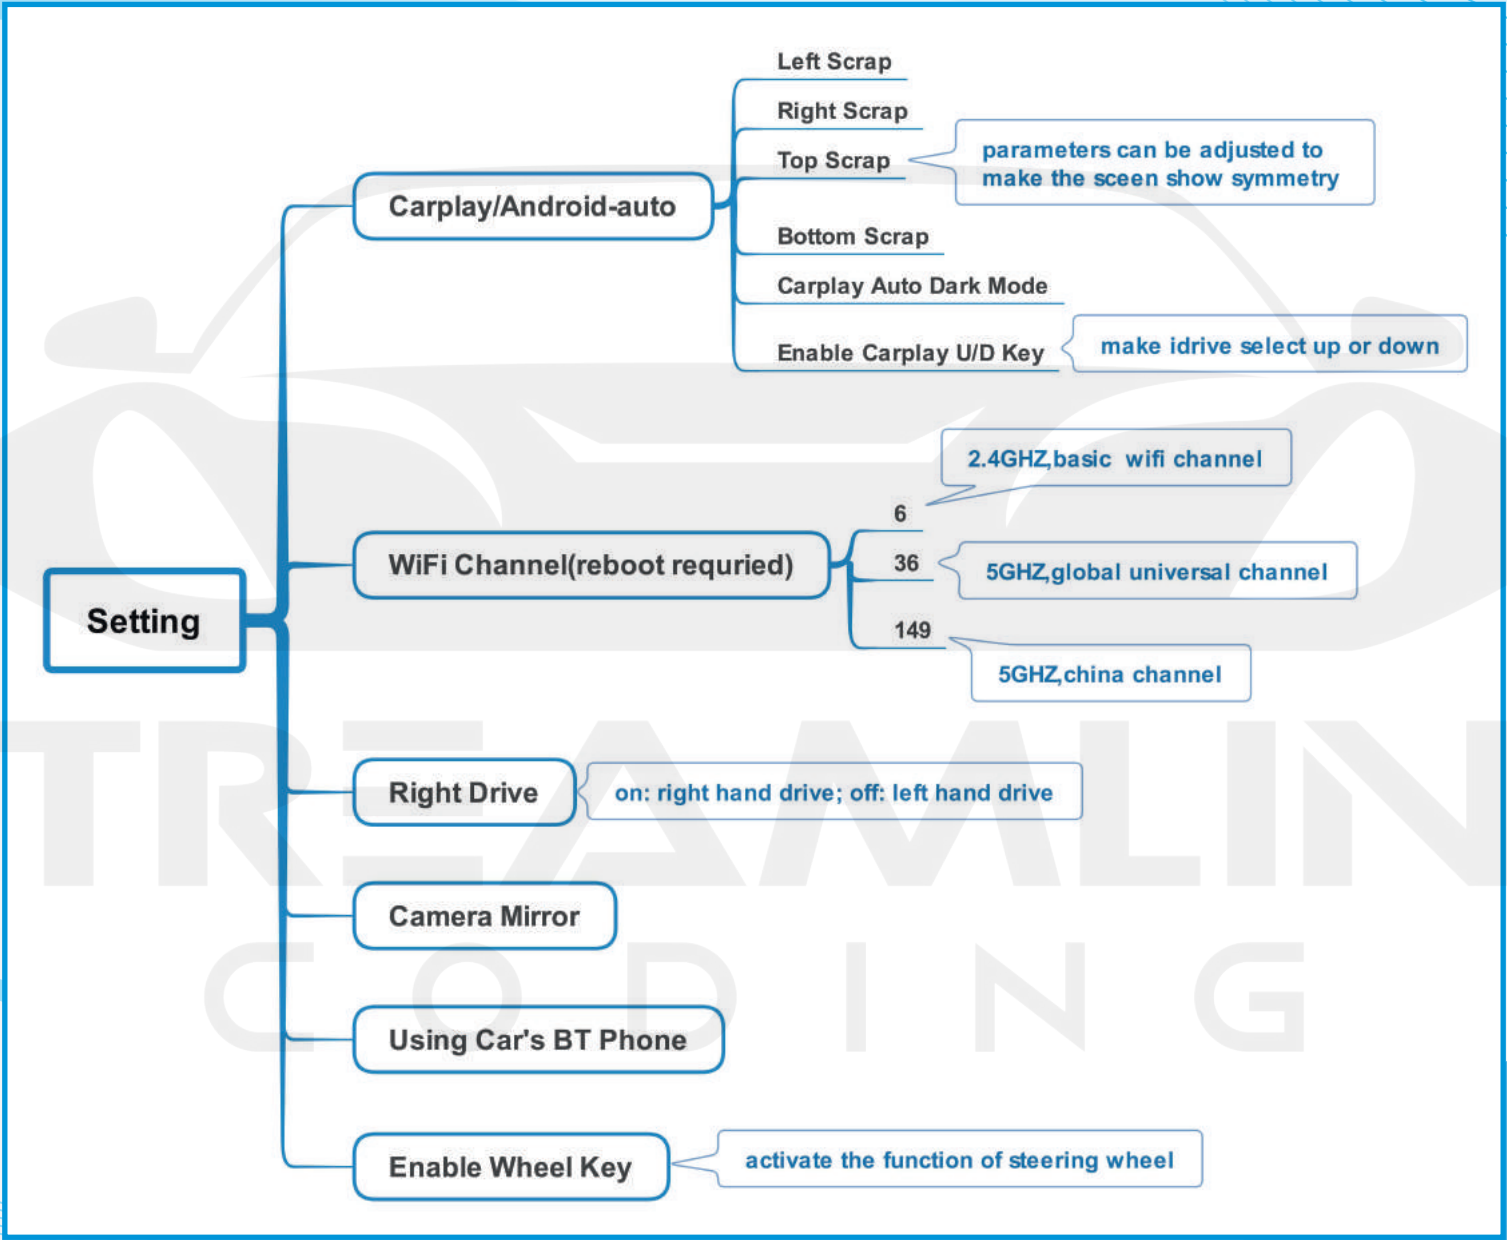 Left Scrap
Right Scrap
Top Scrap
parameters can be adjusted to
make the sceen show symmetry
Carplay/Android-auto
Bottom Scrap
Carplay Auto Dark Mode
Enable Carplay U/D Key
make idrive select up or down
2.4GHZ,basic wifi channel
6
WiFi Channel(reboot requried)
36
5GHZ,global universal channel
149
5GHZ,china channel
Setting
Right Drive
on: right hand drive; off: left hand drive
Camera Mirror
Using Car's BT Phone
Enable Wheel Key
activate the function of steering wheel
TREAMLIN
CODING